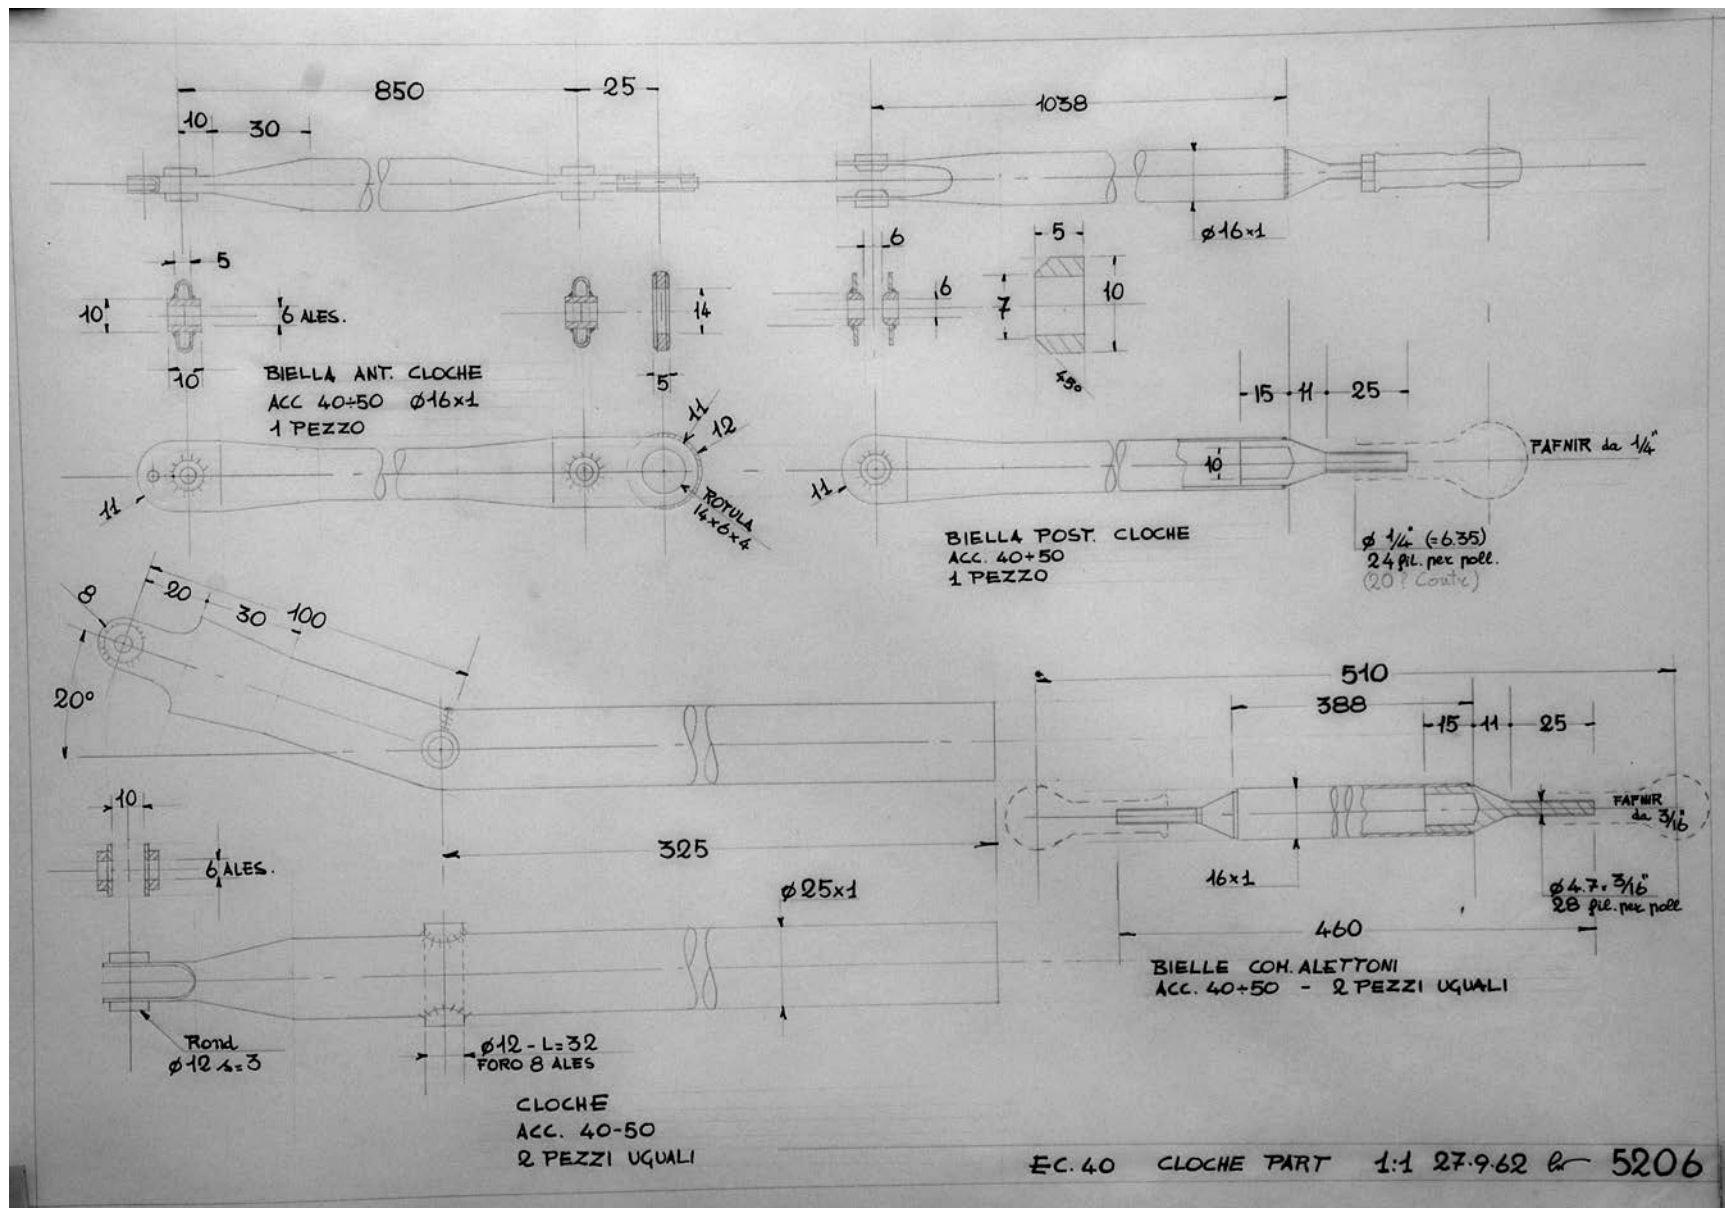 850
25
10
30
5
10
6 ALES.
10
14
5
BIELLA ANT. CLOCHE
ACC 40÷50 ø16×1
1 PEZZO
11
11
12
ROTULA
14×6×4
1038
ø16×1
6
6
5
7
10
45°
15
11
25
10
11
FAFNIR da 1/4"
BIELLA POST. CLOCHE
ACC. 40÷50
1 PEZZO
ø 1/4" (=6.35)
24 fil. per poll.
8
20
30
100
20°
10
6 ALES.
325
ø25×1
Rond
ø12 s=3
ø12 - L=32
FORO 8 ALES
CLOCHE
ACC. 40-50
2 PEZZI UGUALI
510
388
15
11
25
FAFNIR
da 3/16"
16×1
ø4.7=3/16"
28 fil. per poll
460
BIELLE COM. ALETTONI
ACC. 40÷50 - 2 PEZZI UGUALI
EC.40 CLOCHE PART 1:1 27.9.62 5206